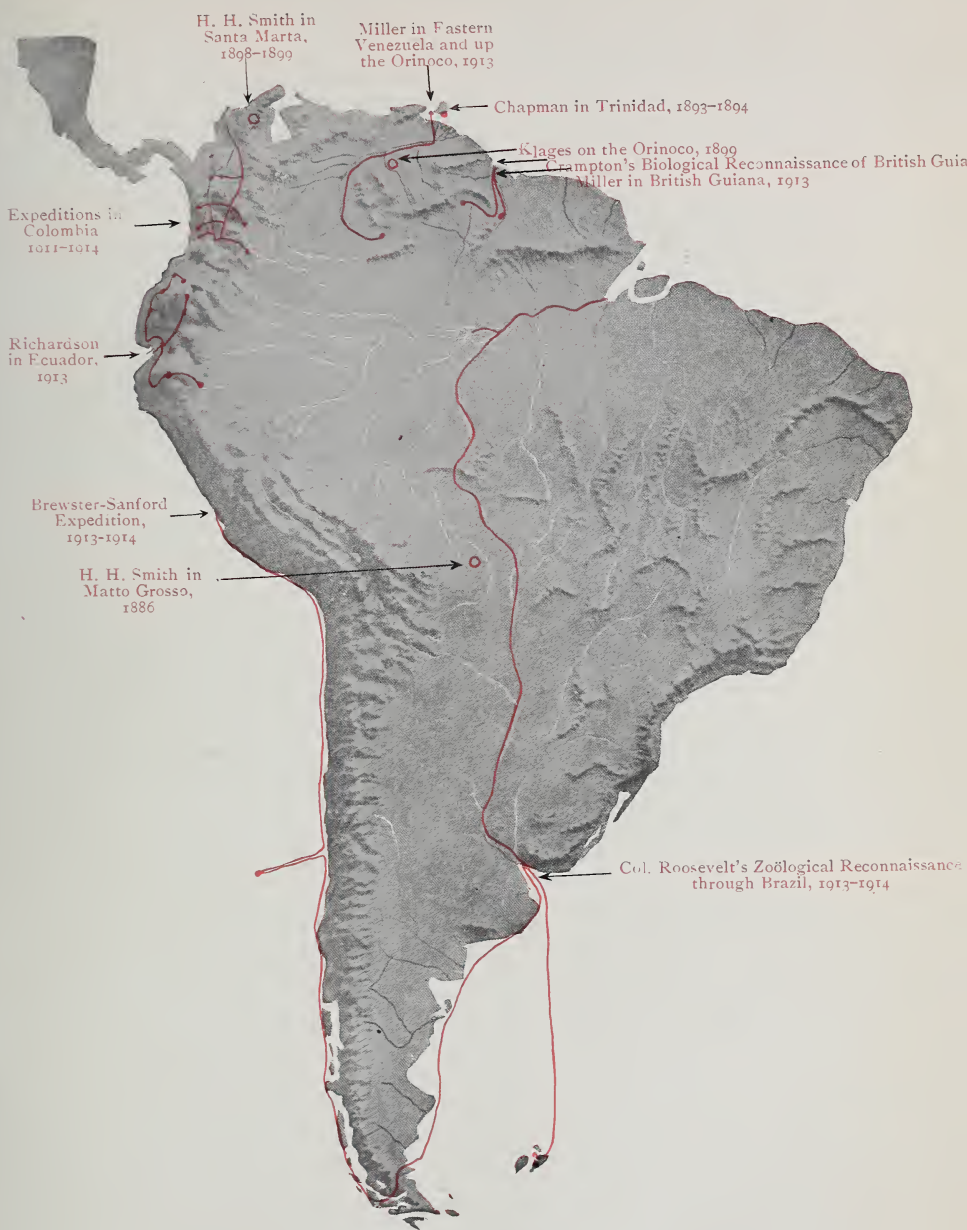 H. H. Smith in
Santa Marta,
1898-1899
Miller in Eastern
Venezuela and up
the Orinoco, 1913
Chapman in Trinidad, 1893-1894
Klages on the Orinoco, 1899
Crampton's Biological Reconnaissance of British Guia
Miller in British Guiana, 1913
Expeditions in
Colombia
1911-1914
Richardson
in Ecuador,
1913
Brewster-Sanford
Expedition,
1913-1914
H. H. Smith in
Matto Grosso,
1886
Col. Roosevelt's Zoölogical Reconnaissance
through Brazil, 1913-1914